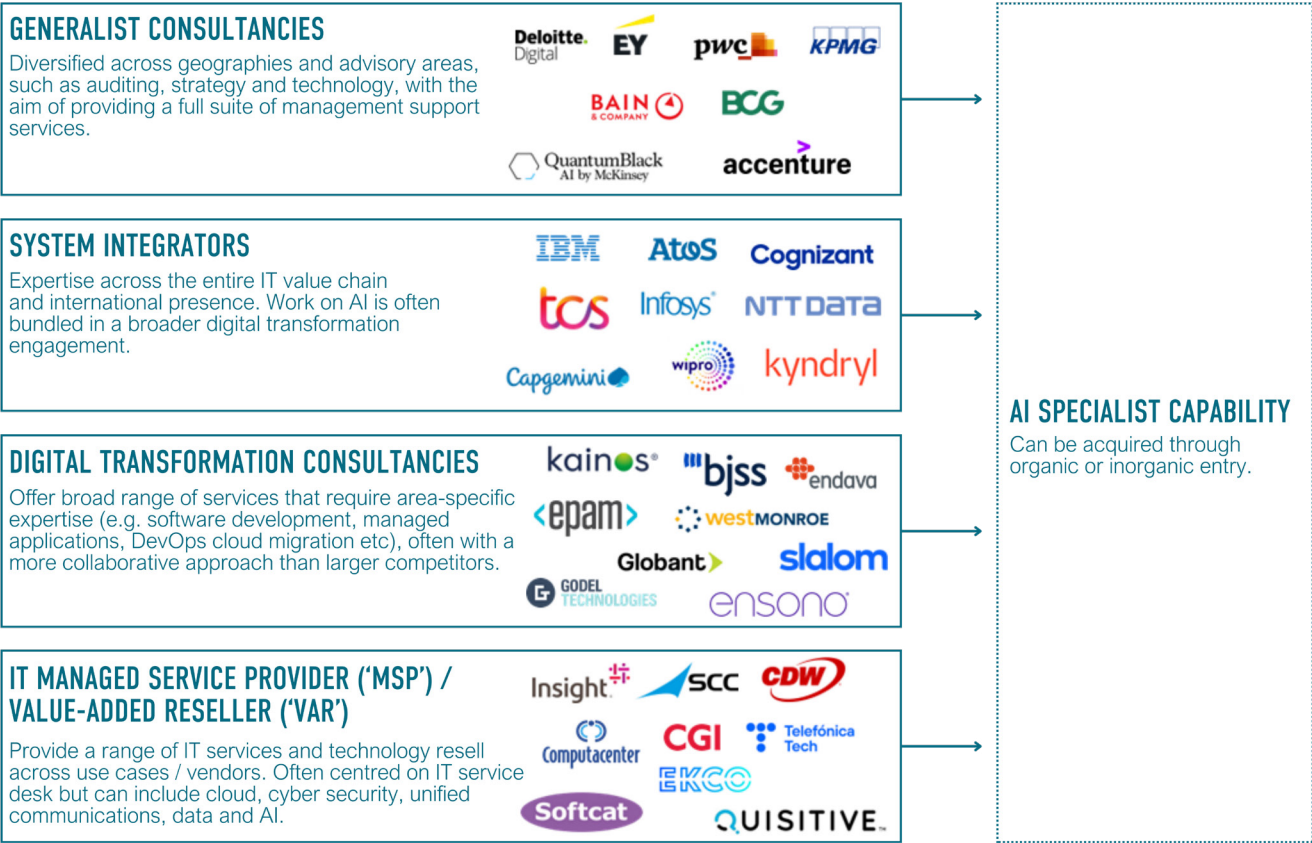 GENERALIST CONSULTANCIES
Diversified across geographies and advisory areas,
such as auditing, strategy and technology, with the
aim of providing a full suite of management support
services.
Deloitte.
Digital
EY
pwc
KPMG
BAIN
& COMPANY
BCG
QuantumBlack
AI by McKinsey
accenture
SYSTEM INTEGRATORS
Expertise across the entire IT value chain
and international presence. Work on AI is often
bundled in a broader digital transformation
engagement.
IBM
Atos
Cognizant
tcs
Infosys®
NTT DATA
Capgemini
wipro
kyndryl
DIGITAL TRANSFORMATION CONSULTANCIES
Offer broad range of services that require area-specific
expertise (e.g. software development, managed
applications, DevOps cloud migration etc), often with a
more collaborative approach than larger competitors.
kainos®
bjss
endava
<epam>
westMONROE
Globant
slalom
GODEL
TECHNOLOGIES
ensono
IT MANAGED SERVICE PROVIDER (‘MSP’) /
VALUE-ADDED RESELLER (‘VAR’)
Provide a range of IT services and technology resell
across use cases / vendors. Often centred on IT service
desk but can include cloud, cyber security, unified
communications, data and AI.
Insight
SCC
CDW
Computacenter
CGI
Telefónica
Tech
EKCO
Softcat
QUISITIVE™
AI SPECIALIST CAPABILITY
Can be acquired through
organic or inorganic entry.